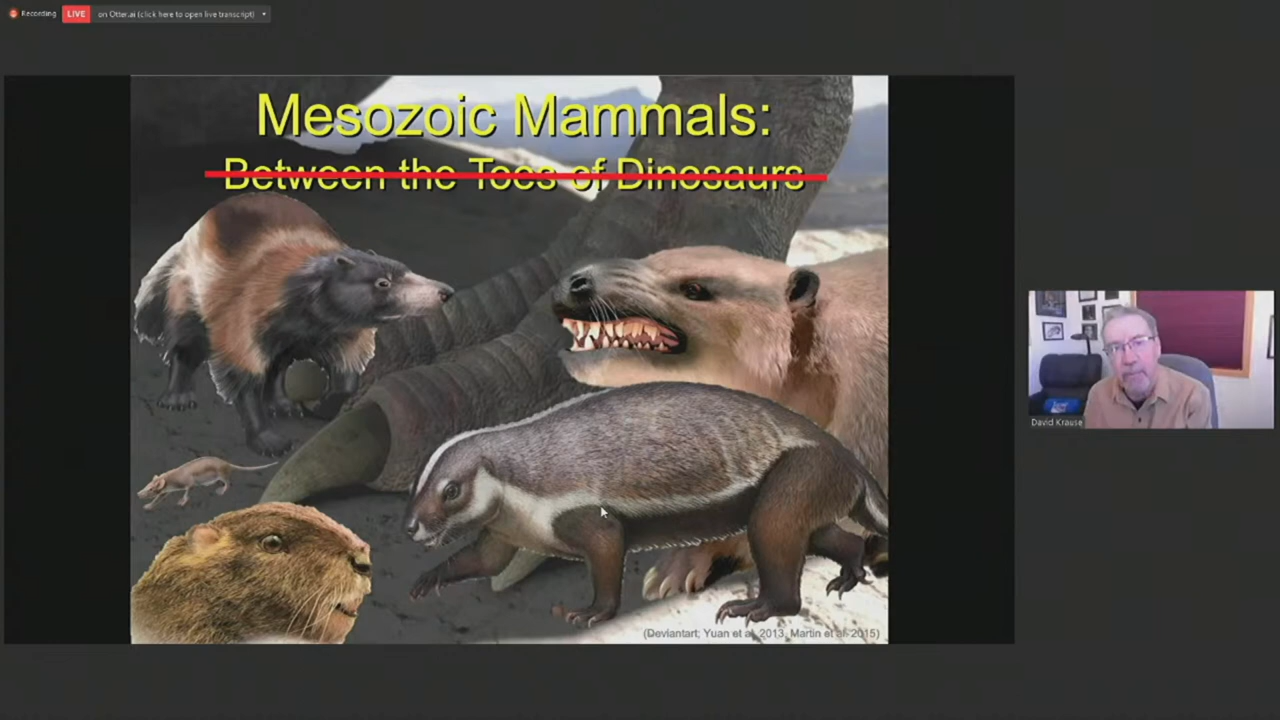 Recording
LIVE
on Otter.ai (click here to open live transcript)
Mesozoic Mammals:
Between the Toes of Dinosaurs
(Deviantart; Yuan et al. 2013, Martin et al. 2015)
David Krause